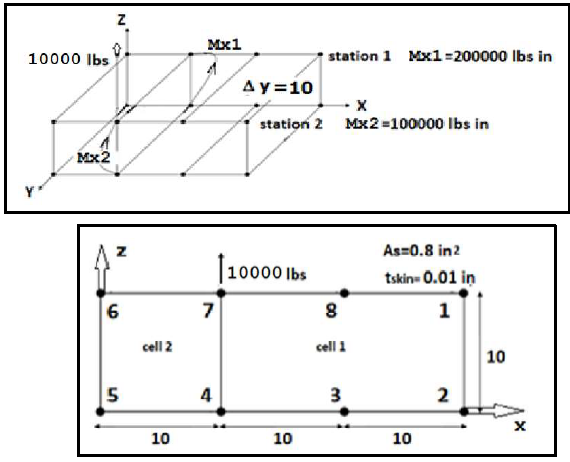 Z
10000 lbs
Mx1
station 1 Mx1=200000 lbs in
Δ y=10
X
station 2 Mx2=100000 lbs in
Mx2
Y
z
10000 lbs
As=0.8 in2
tskin= 0.01 in
6 7 8 1
cell 2 cell 1
10
5 4 3 2
x
10 10 10